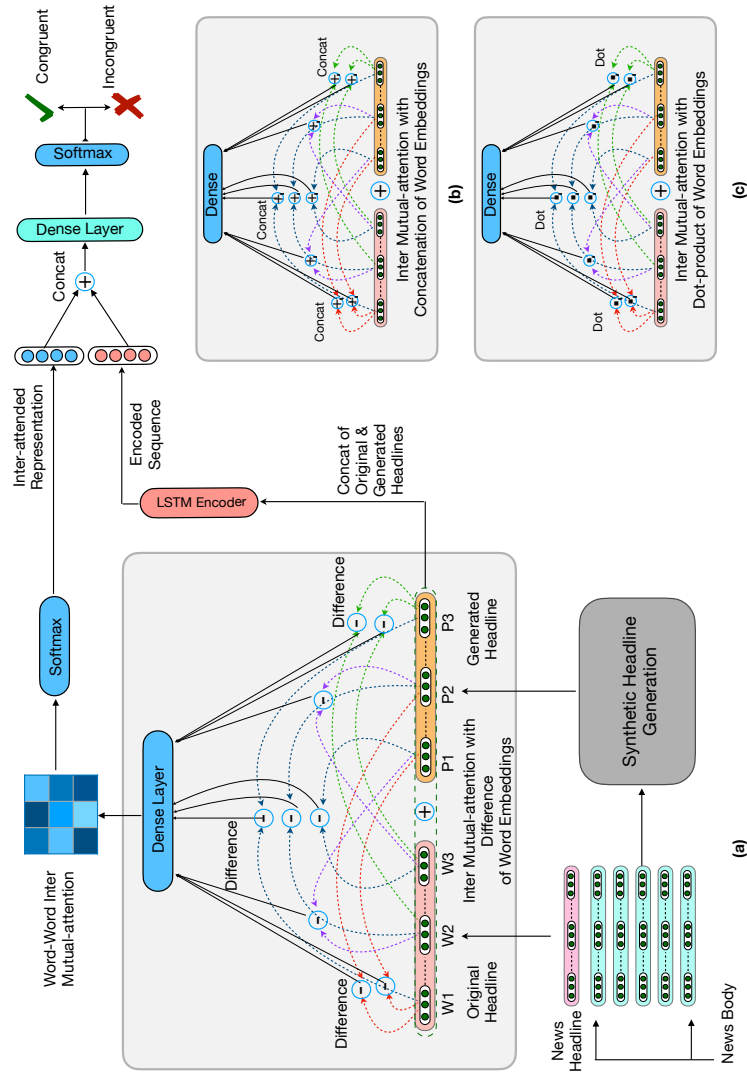 Congruent
Incongruent
Softmax
Dense Layer
Concat
+
Inter-attended
Representation
Encoded
Sequence
Softmax
LSTM Encoder
Concat of
Original &
Generated
Headlines
Word-Word Inter
Mutual-attention
Dense Layer
Difference
Difference
Difference
W1
W2
W3
+
P1
P2
P3
Original
Headline
Inter Mutual-attention with
Difference
of Word Embeddings
Generated
Headline
News
Headline
News Body
Synthetic Headline
Generation
(a)
Dense
Concat
Concat
Concat
+
Inter Mutual-attention with
Concatenation of Word Embeddings
(b)
Dense
Dot
Dot
Dot
+
Inter Mutual-attention with
Dot-product of Word Embeddings
(c)